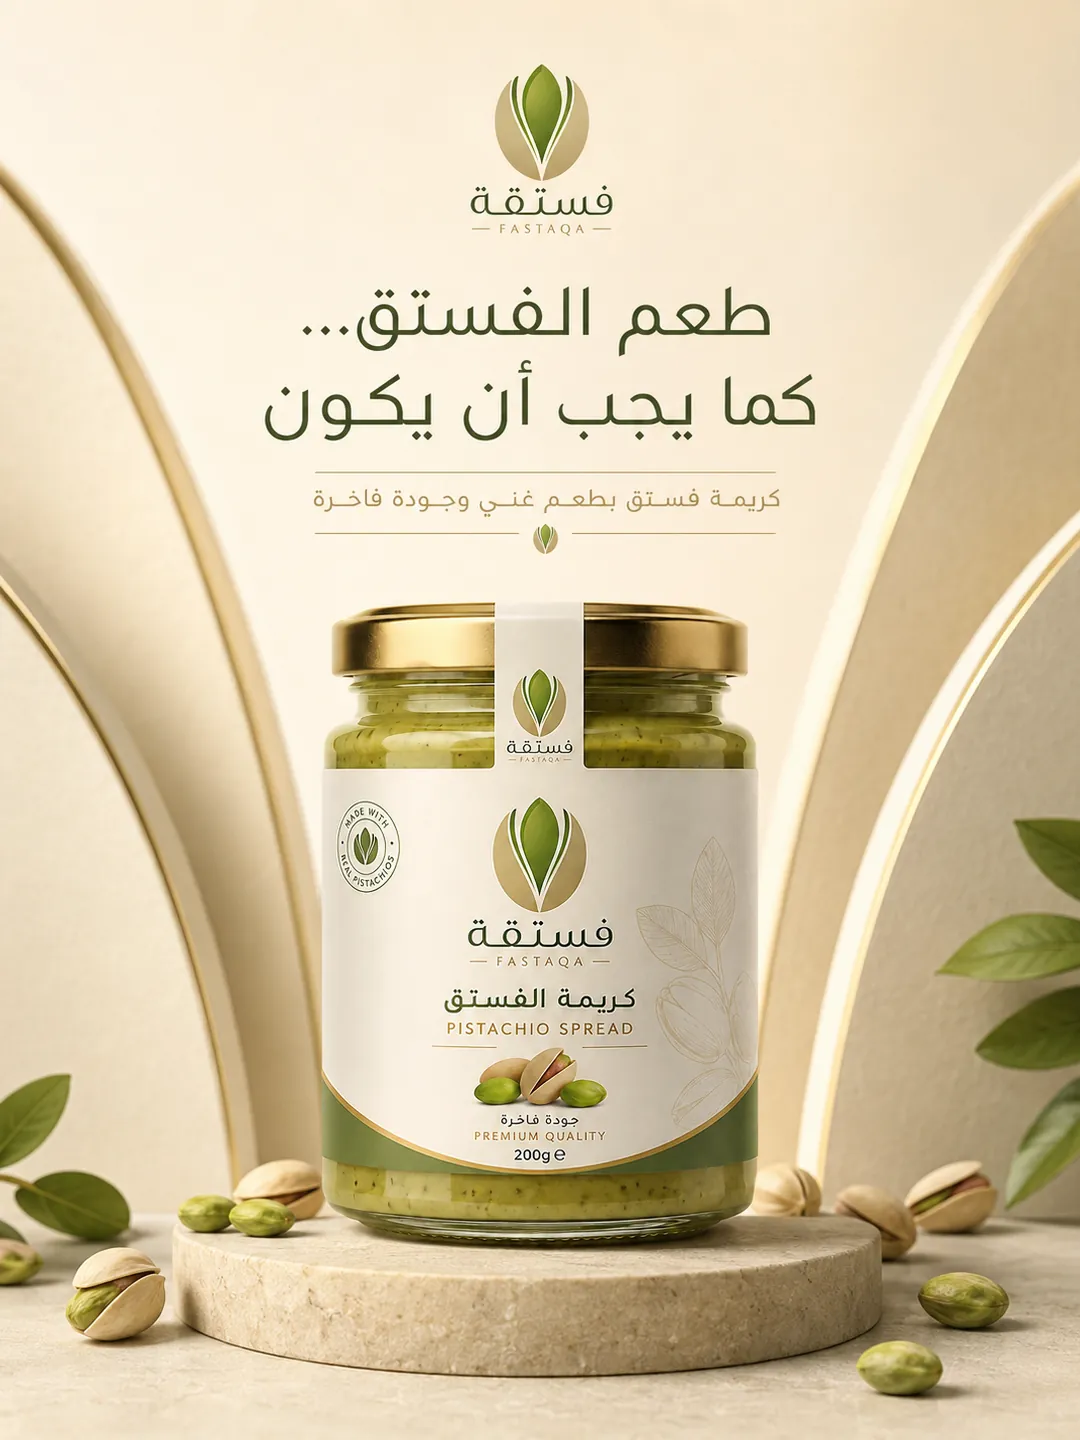 فستقة
FASTAQA
طعم الفستق...
كما يجب أن يكون
كريمة فستق بطعم غني وجودة فاخرة
فستقة
FASTAQA
MADE WITH REAL PISTACHIOS
فستقة
FASTAQA
كريمة الفستق
PISTACHIO SPREAD
جودة فاخرة
PREMIUM QUALITY
200g ℮